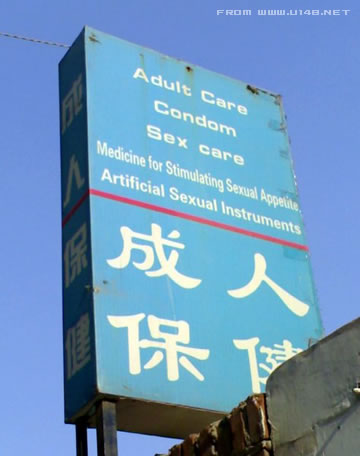 FROM WWW.U148.NET
Adult Care
Condom
Sex care
Medicine for Stimulating Sexual Appetite
Artificial Sexual Instruments
成人
保健
成
人
保
健